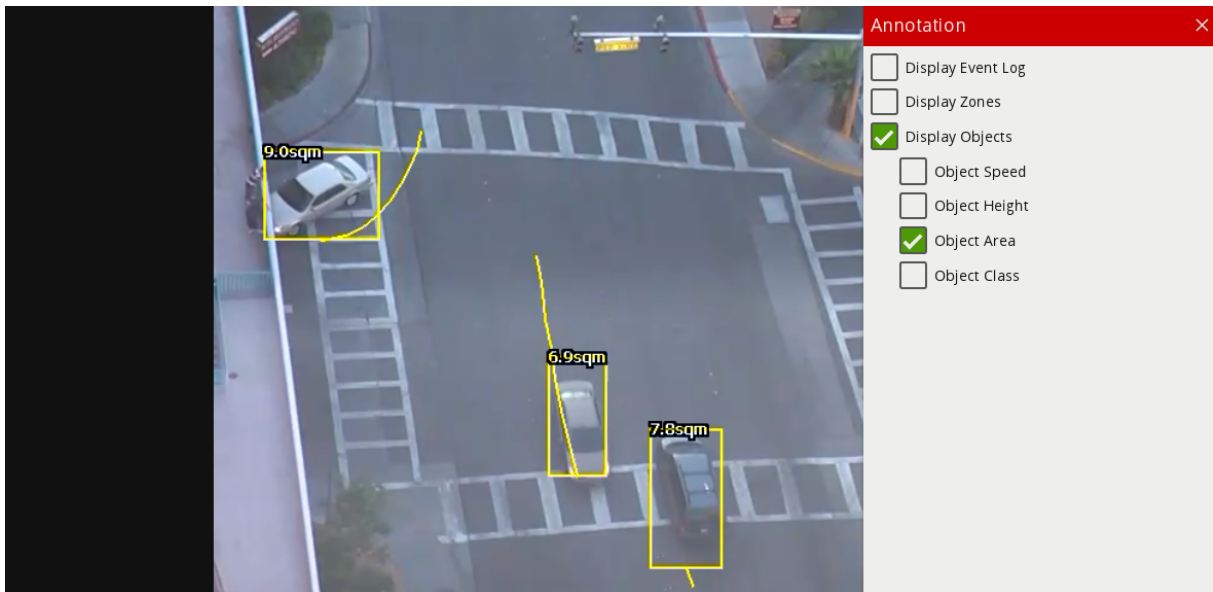 Annotation
Display Event Log
Display Zones
Display Objects
Object Speed
Object Height
Object Area
Object Class
9.0sqm
6.9sqm
7.8sqm